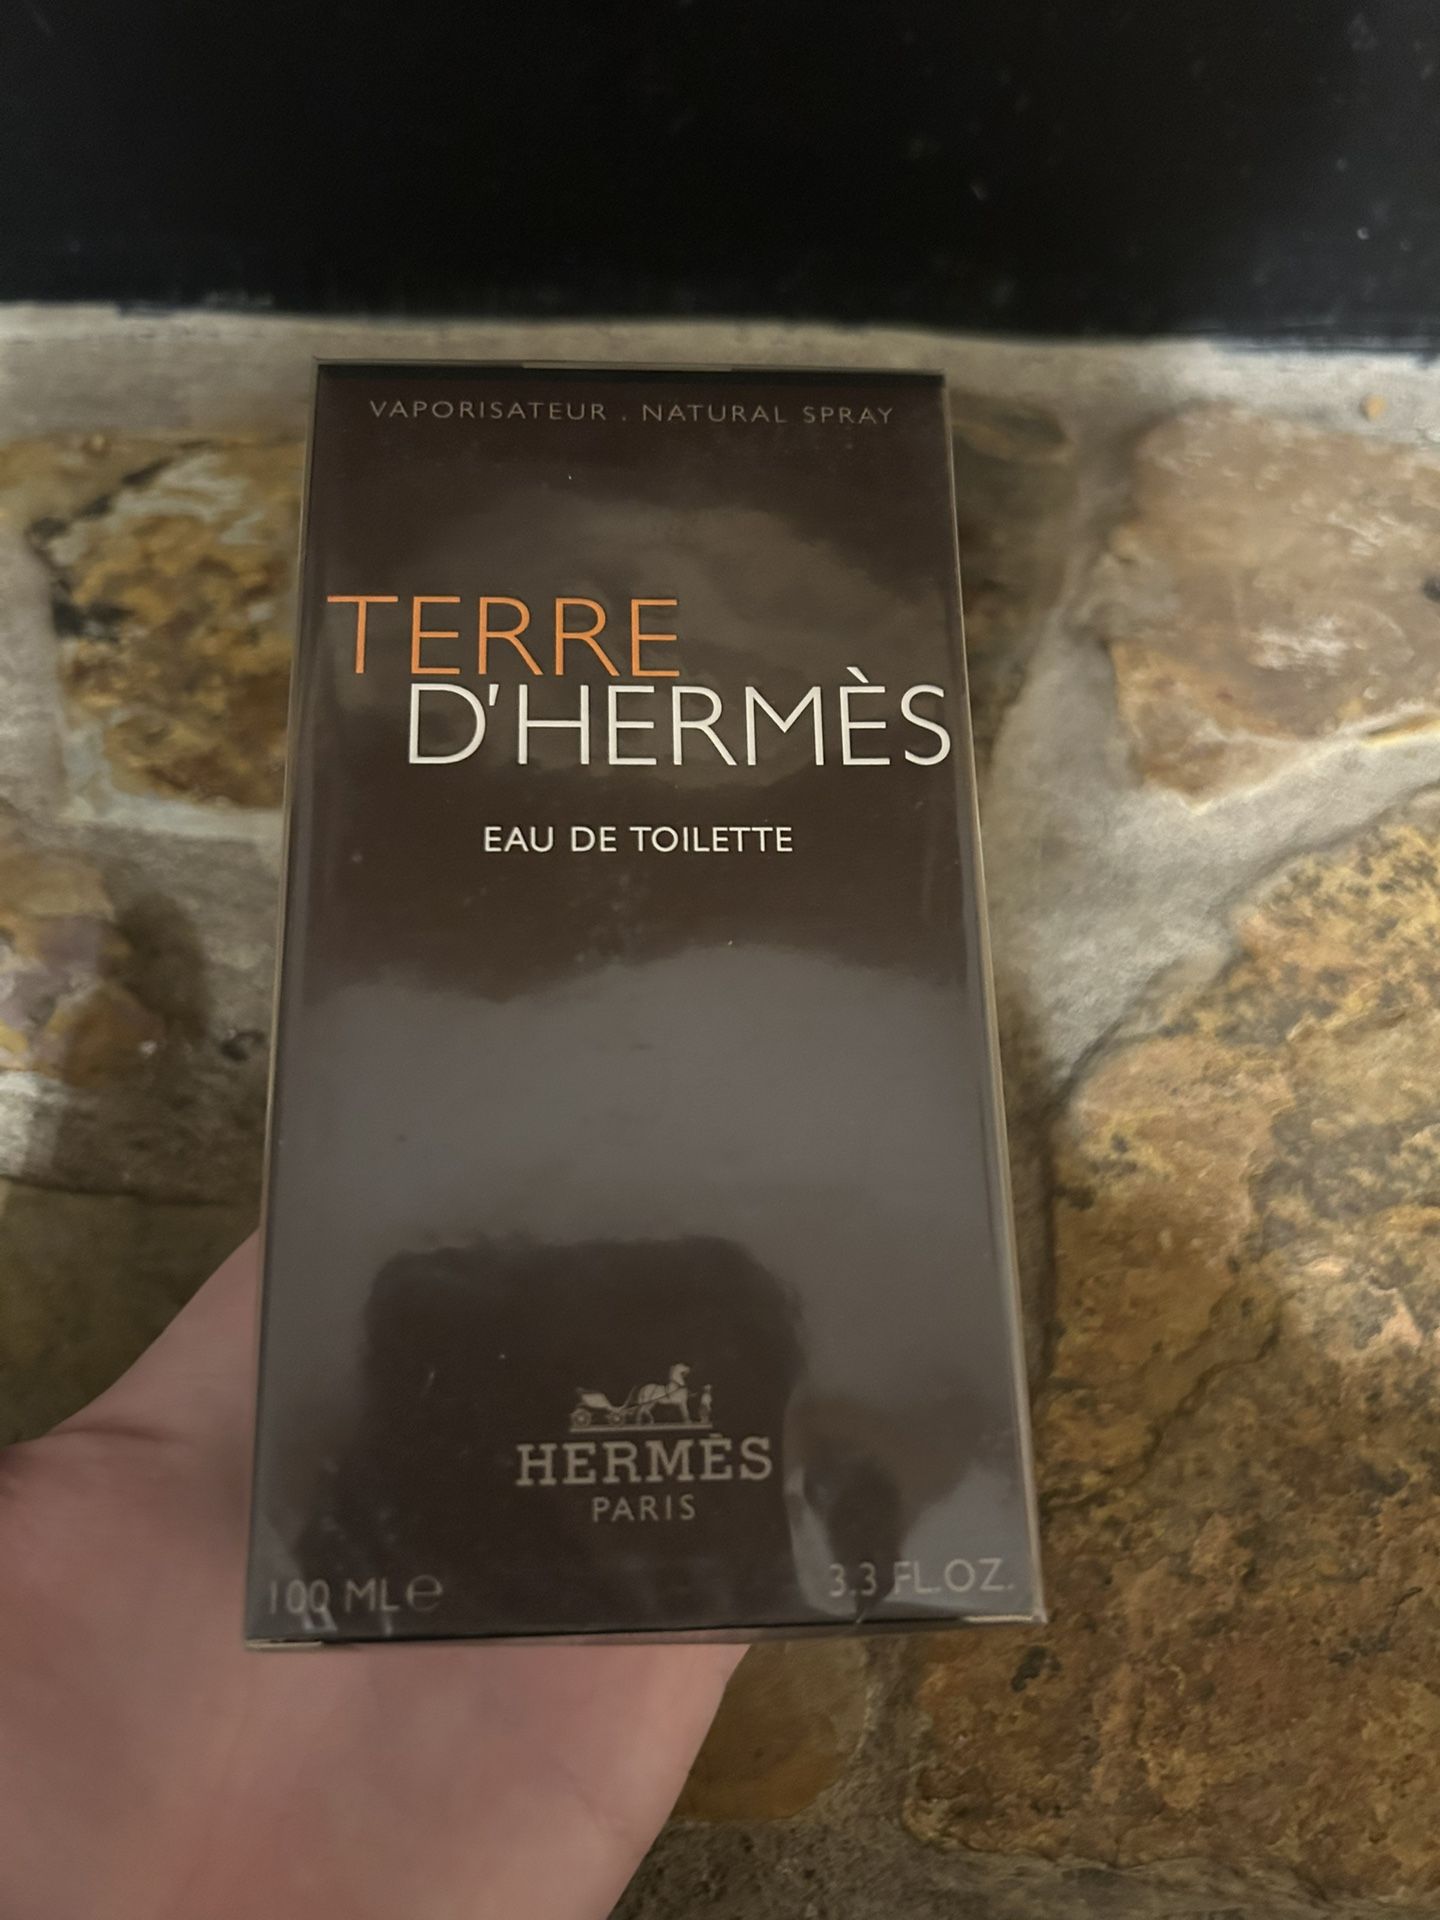 VAPORISATEUR . NATURAL SPRAY
TERRE
D'HERMÈS
EAU DE TOILETTE
HERMÈS
PARIS
100 ML ℮
3.3 FL.OZ.